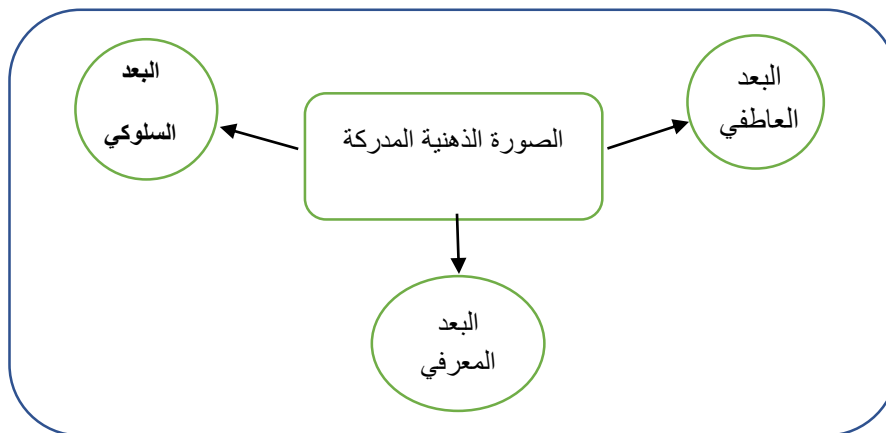 البعد
العاطفي
الصورة الذهنية المدركة
البعد
السلوكي
البعد
المعرفي